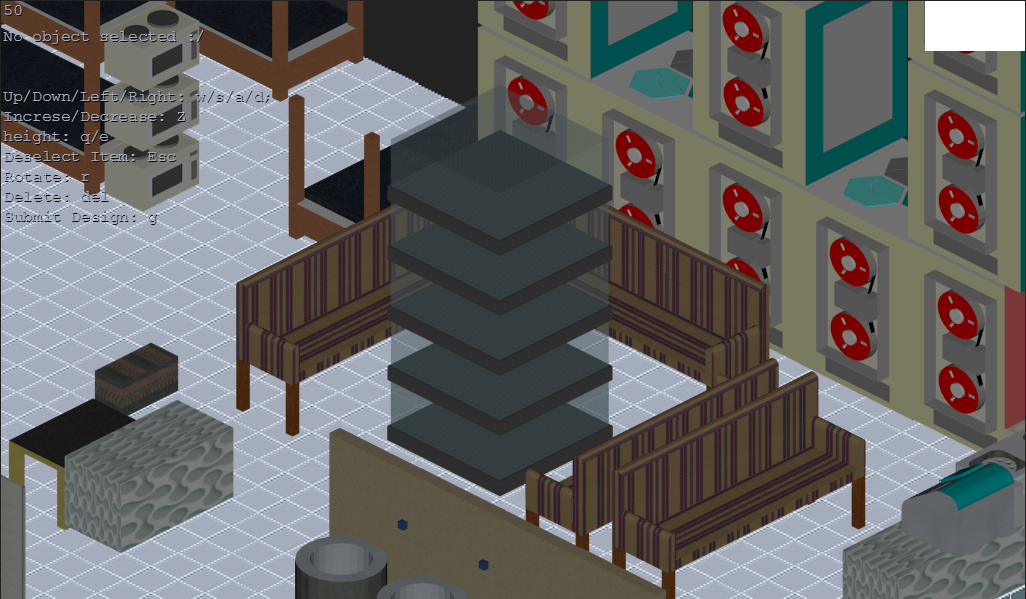 50
No object selected :/
Up/Down/Left/Right: w/s/a/d;
Increse/Decrease: Z
height: q/e
Deselect Item: Esc
Rotate: r
Delete: del
Submit Design: g